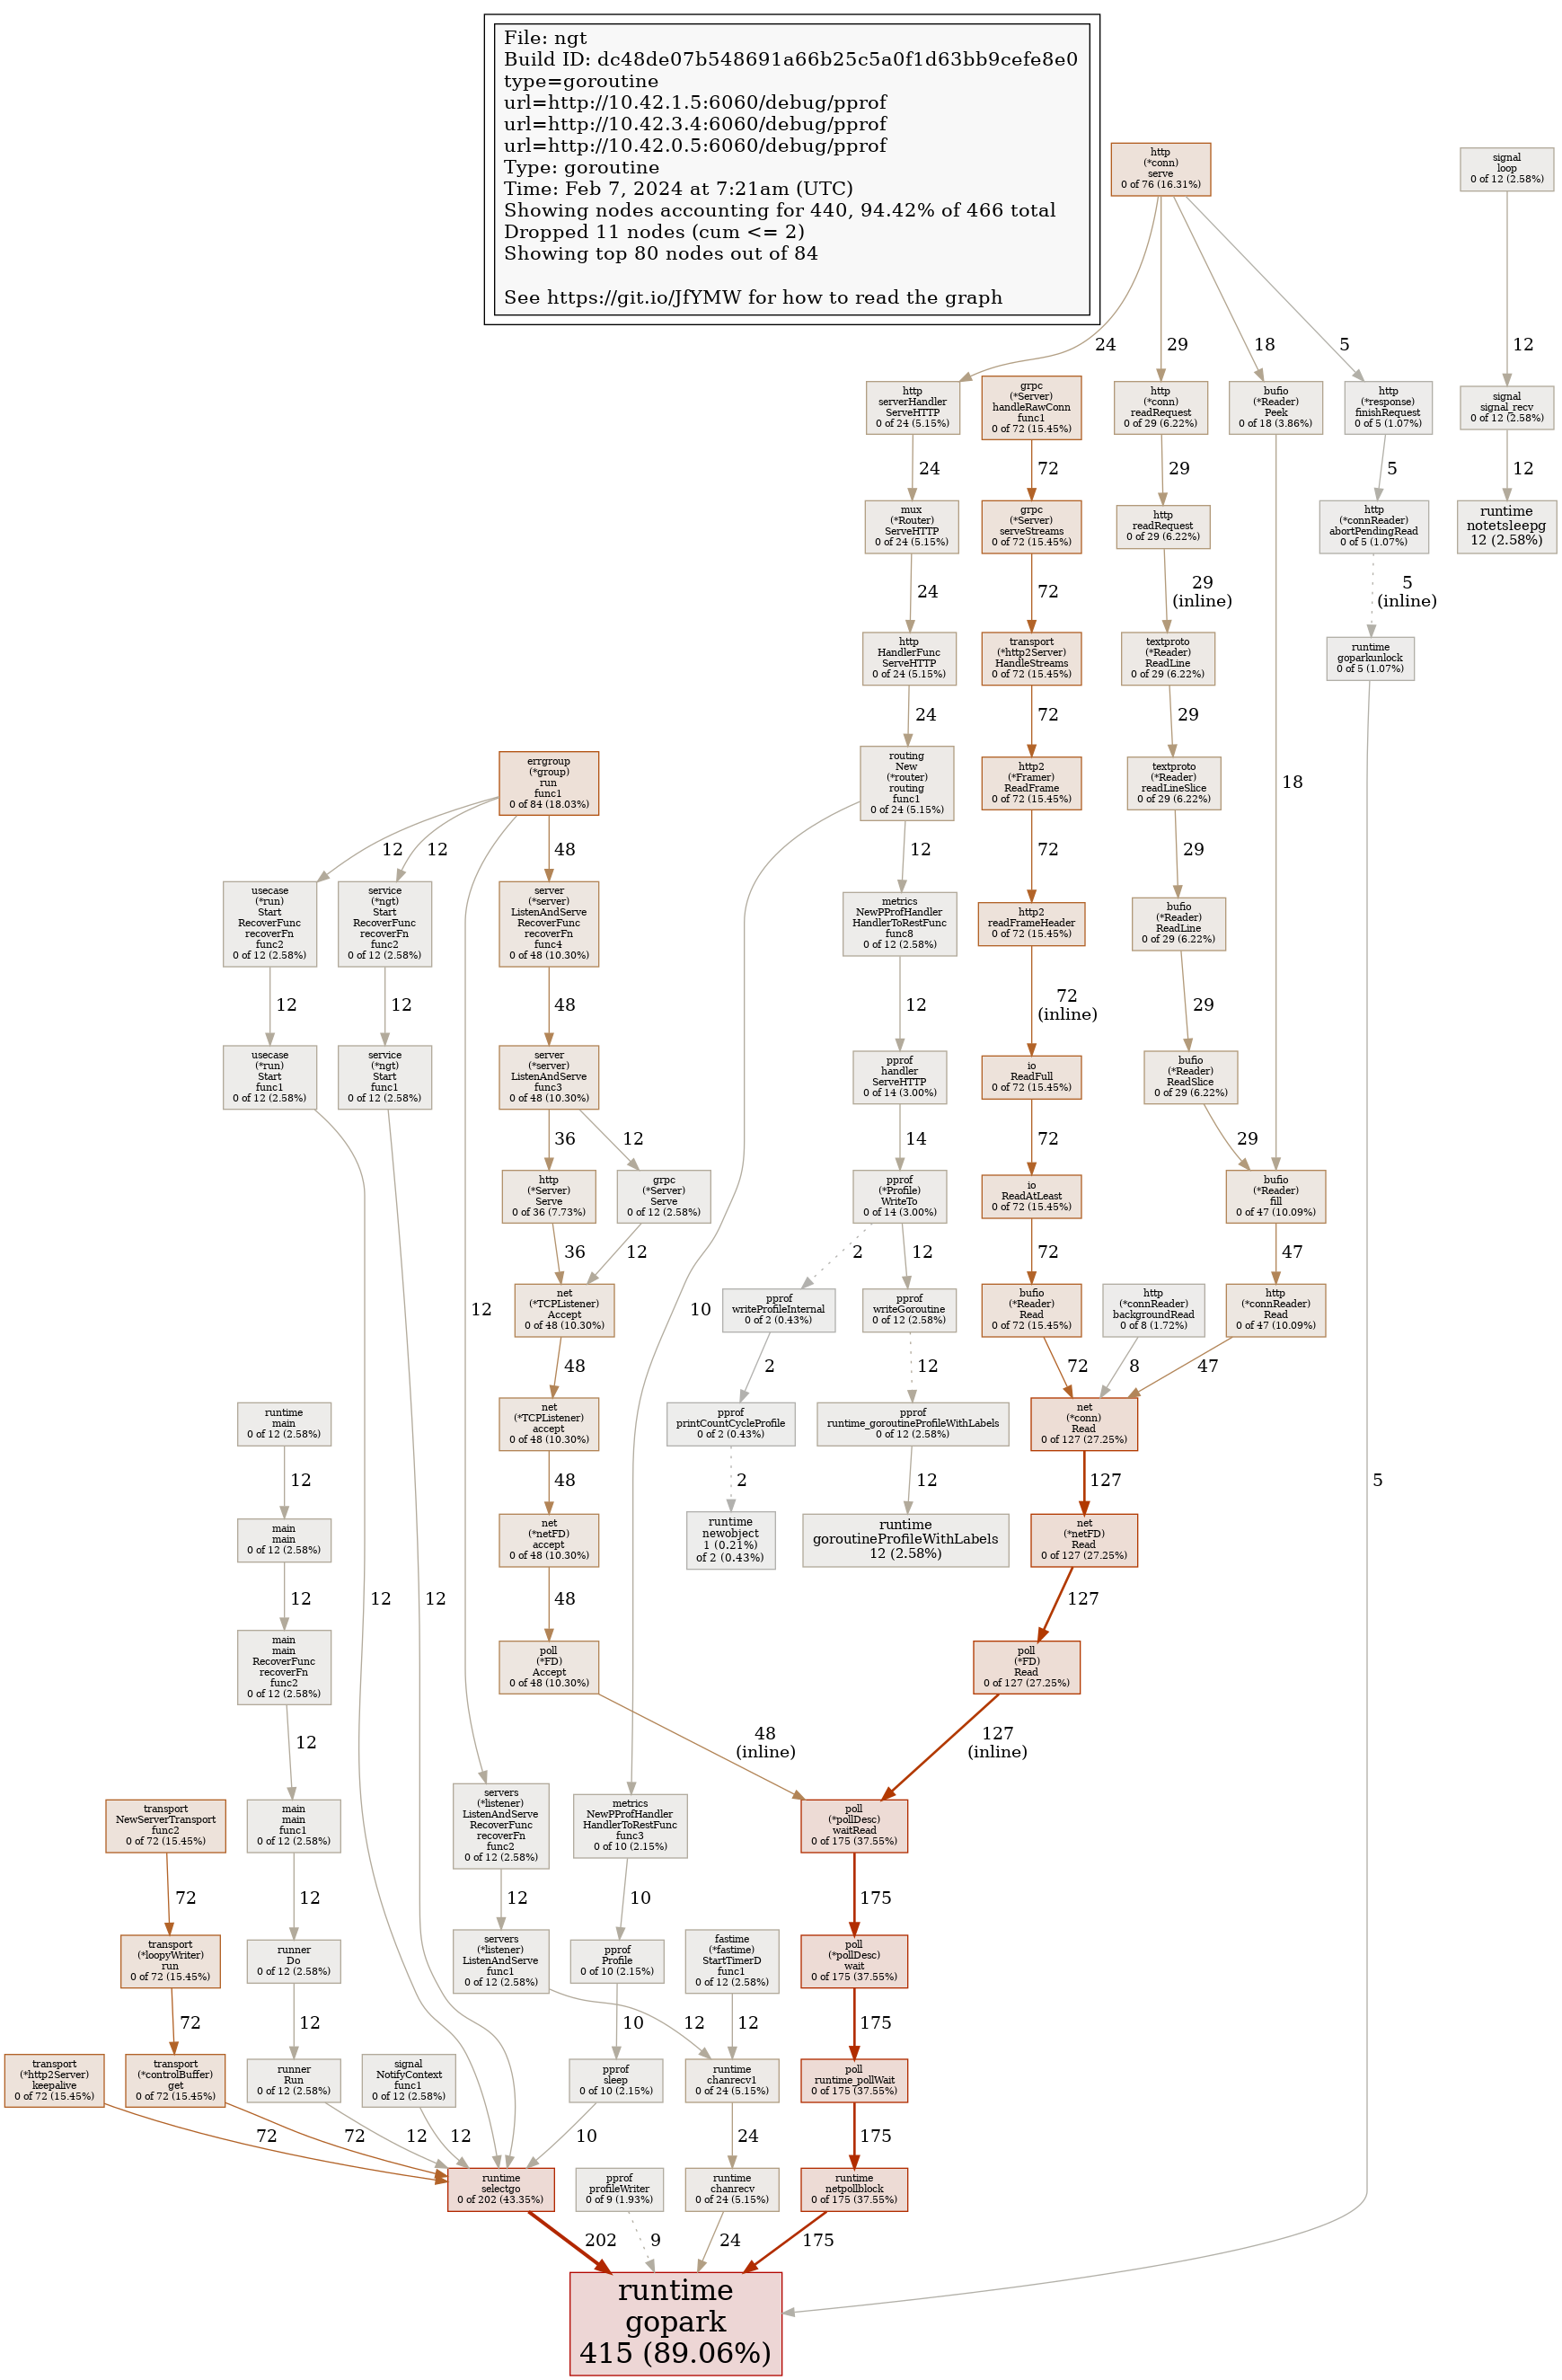 File: ngt
Build ID: dc48de07b548691a66b25c5a0f1d63bb9cefe8e0
type=goroutine
url=http://10.42.1.5:6060/debug/pprof
url=http://10.42.3.4:6060/debug/pprof
url=http://10.42.0.5:6060/debug/pprof
Type: goroutine
Time: Feb 7, 2024 at 7:21am (UTC)
Showing nodes accounting for 440, 94.42% of 466 total
Dropped 11 nodes (cum <= 2)
Showing top 80 nodes out of 84
See https://git.io/JfYMW for how to read the graph
http
(*conn)
serve
0 of 76 (16.31%)
signal
loop
0 of 12 (2.58%)
24
29
18
5
12
http
serverHandler
ServeHTTP
0 of 24 (5.15%)
grpc
(*Server)
handleRawConn
func1
0 of 72 (15.45%)
http
(*conn)
readRequest
0 of 29 (6.22%)
bufio
(*Reader)
Peek
0 of 18 (3.86%)
http
(*response)
finishRequest
0 of 5 (1.07%)
signal
signal_recv
0 of 12 (2.58%)
24
72
29
5
12
mux
(*Router)
ServeHTTP
0 of 24 (5.15%)
grpc
(*Server)
serveStreams
0 of 72 (15.45%)
http
readRequest
0 of 29 (6.22%)
http
(*connReader)
abortPendingRead
0 of 5 (1.07%)
runtime
notetsleepg
12 (2.58%)
24
72
29
(inline)
5
(inline)
http
HandlerFunc
ServeHTTP
0 of 24 (5.15%)
transport
(*http2Server)
HandleStreams
0 of 72 (15.45%)
textproto
(*Reader)
ReadLine
0 of 29 (6.22%)
runtime
goparkunlock
0 of 5 (1.07%)
24
72
29
errgroup
(*group)
run
func1
0 of 84 (18.03%)
routing
New
(*router)
routing
func1
0 of 24 (5.15%)
http2
(*Framer)
ReadFrame
0 of 72 (15.45%)
textproto
(*Reader)
readLineSlice
0 of 29 (6.22%)
18
12
12
48
12
72
29
usecase
(*run)
Start
RecoverFunc
recoverFn
func2
0 of 12 (2.58%)
service
(*ngt)
Start
RecoverFunc
recoverFn
func2
0 of 12 (2.58%)
server
(*server)
ListenAndServe
RecoverFunc
recoverFn
func4
0 of 48 (10.30%)
metrics
NewPProfHandler
HandlerToRestFunc
func8
0 of 12 (2.58%)
http2
readFrameHeader
0 of 72 (15.45%)
bufio
(*Reader)
ReadLine
0 of 29 (6.22%)
12
12
48
12
72
(inline)
29
usecase
(*run)
Start
func1
0 of 12 (2.58%)
service
(*ngt)
Start
func1
0 of 12 (2.58%)
server
(*server)
ListenAndServe
func3
0 of 48 (10.30%)
pprof
handler
ServeHTTP
0 of 14 (3.00%)
io
ReadFull
0 of 72 (15.45%)
bufio
(*Reader)
ReadSlice
0 of 29 (6.22%)
36
12
14
72
29
http
(*Server)
Serve
0 of 36 (7.73%)
grpc
(*Server)
Serve
0 of 12 (2.58%)
pprof
(*Profile)
WriteTo
0 of 14 (3.00%)
io
ReadAtLeast
0 of 72 (15.45%)
bufio
(*Reader)
fill
0 of 47 (10.09%)
36
12
2
12
72
47
12
net
(*TCPListener)
Accept
0 of 48 (10.30%)
10
pprof
writeProfileInternal
0 of 2 (0.43%)
pprof
writeGoroutine
0 of 12 (2.58%)
bufio
(*Reader)
Read
0 of 72 (15.45%)
http
(*connReader)
backgroundRead
0 of 8 (1.72%)
http
(*connReader)
Read
0 of 47 (10.09%)
48
2
12
72
8
47
runtime
main
0 of 12 (2.58%)
net
(*TCPListener)
accept
0 of 48 (10.30%)
pprof
printCountCycleProfile
0 of 2 (0.43%)
pprof
runtime_goroutineProfileWithLabels
0 of 12 (2.58%)
net
(*conn)
Read
0 of 127 (27.25%)
12
48
2
12
127
5
main
main
0 of 12 (2.58%)
net
(*netFD)
accept
0 of 48 (10.30%)
runtime
newobject
1 (0.21%)
of 2 (0.43%)
runtime
goroutineProfileWithLabels
12 (2.58%)
net
(*netFD)
Read
0 of 127 (27.25%)
12
12
12
48
127
main
main
RecoverFunc
recoverFn
func2
0 of 12 (2.58%)
poll
(*FD)
Accept
0 of 48 (10.30%)
poll
(*FD)
Read
0 of 127 (27.25%)
12
48
(inline)
127
(inline)
transport
NewServerTransport
func2
0 of 72 (15.45%)
main
main
func1
0 of 12 (2.58%)
servers
(*listener)
ListenAndServe
RecoverFunc
recoverFn
func2
0 of 12 (2.58%)
metrics
NewPProfHandler
HandlerToRestFunc
func3
0 of 10 (2.15%)
poll
(*pollDesc)
waitRead
0 of 175 (37.55%)
72
12
12
10
175
transport
(*loopyWriter)
run
0 of 72 (15.45%)
runner
Do
0 of 12 (2.58%)
servers
(*listener)
ListenAndServe
func1
0 of 12 (2.58%)
pprof
Profile
0 of 10 (2.15%)
fastime
(*fastime)
StartTimerD
func1
0 of 12 (2.58%)
poll
(*pollDesc)
wait
0 of 175 (37.55%)
72
12
10
12
12
175
transport
(*http2Server)
keepalive
0 of 72 (15.45%)
transport
(*controlBuffer)
get
0 of 72 (15.45%)
runner
Run
0 of 12 (2.58%)
signal
NotifyContext
func1
0 of 12 (2.58%)
pprof
sleep
0 of 10 (2.15%)
runtime
chanrecv1
0 of 24 (5.15%)
poll
runtime_pollWait
0 of 175 (37.55%)
72
72
12
12
10
24
175
runtime
selectgo
0 of 202 (43.35%)
pprof
profileWriter
0 of 9 (1.93%)
runtime
chanrecv
0 of 24 (5.15%)
runtime
netpollblock
0 of 175 (37.55%)
202
9
24
175
runtime
gopark
415 (89.06%)